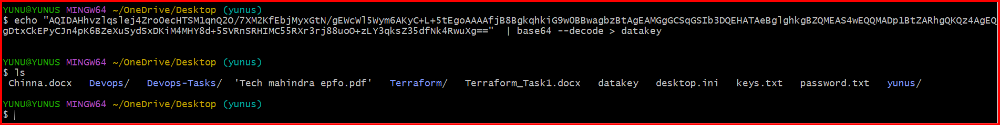 YUNU@YUNUS MINGW64 ~/OneDrive/Desktop (yunus)
$ echo "AQIDAHhvzlqslej4ZroOecHTSM1qnQ2O/7XM2KfEbjMyxGtN/gEWcWl5Wym6AKyC+L+5tEgoAAAAfjB8BgkqhkiG9w0BBwagbzBtAgEAMGgGCSqGSIb3DQEHATAeBglghkgBZQMEAS4wEQQMADp1BtZARhgQKQz4AgEQ
gDtxCkEPyCJn4pK6BZeXuSydSxDKiM4MHY8d+5SVRnSRHIMC55RXr3rj88uoO+zLY3qksZ35dfNk4RwuXg=="  | base64 --decode > datakey
YUNU@YUNUS MINGW64 ~/OneDrive/Desktop (yunus)
$ ls
Chinna.docx   Devops/   Devops-Tasks/  'Tech mahindra epfo.pdf'   Terraform/   Terraform_Task1.docx   datakey   desktop.ini   keys.txt   password.txt   yunus/
YUNU@YUNUS MINGW64 ~/OneDrive/Desktop (yunus)
$